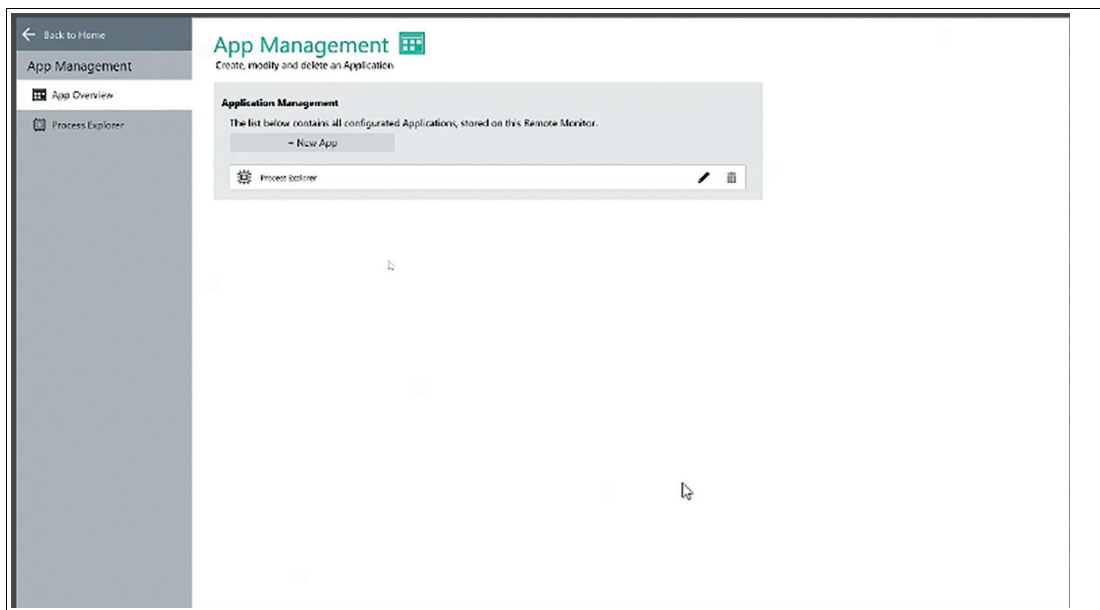 Back to Home
App Management
App Overview
Process Explorer
App Management
Create, modify and delete an Application
Application Management
The list below contains all configurated Applications, stored on this Remote Monitor.
+ New App
Process Explorer